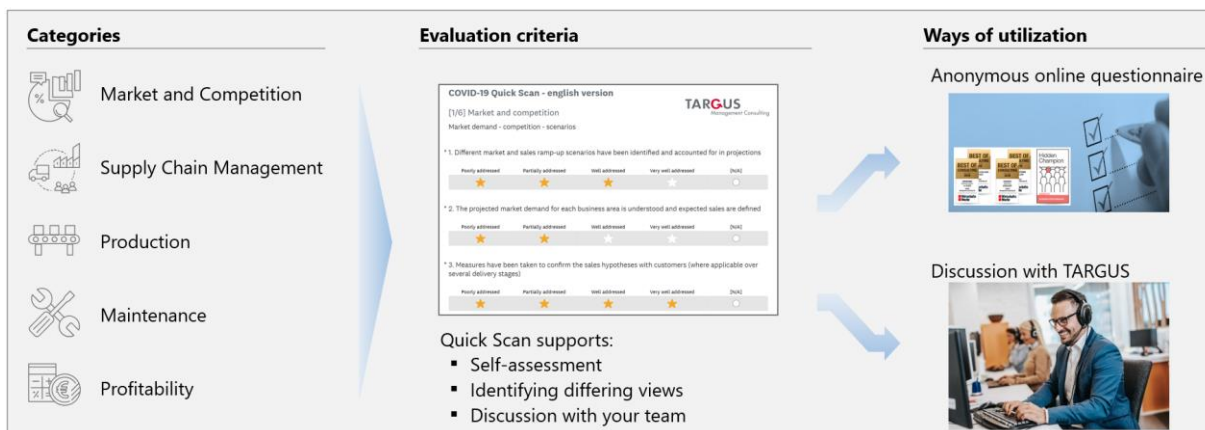 Categories
Market and Competition
Supply Chain Management
Production
Maintenance
Profitability
Evaluation criteria
COVID-19 Quick Scan - english version
TARGUS
Management Consulting
[1/6] Market and competition
Market demand - competition - scenarios
* 1. Different market and sales ramp-up scenarios have been identified and accounted for in projections
Poorly addressed Partially addressed Well addressed Very well addressed [N/A]
* 2. The projected market demand for each business area is understood and expected sales are defined
Poorly addressed Partially addressed Well addressed Very well addressed [N/A]
* 3. Measures have been taken to confirm the sales hypotheses with customers (where applicable over
several delivery stages)
Poorly addressed Partially addressed Well addressed Very well addressed [N/A]
Quick Scan supports:
▪ Self-assessment
▪ Identifying differing views
▪ Discussion with your team
Ways of utilization
Anonymous online questionnaire
BEST OF
CONSULTING
BEST OF
CONSULTING
Hidden
Champion
Discussion with TARGUS